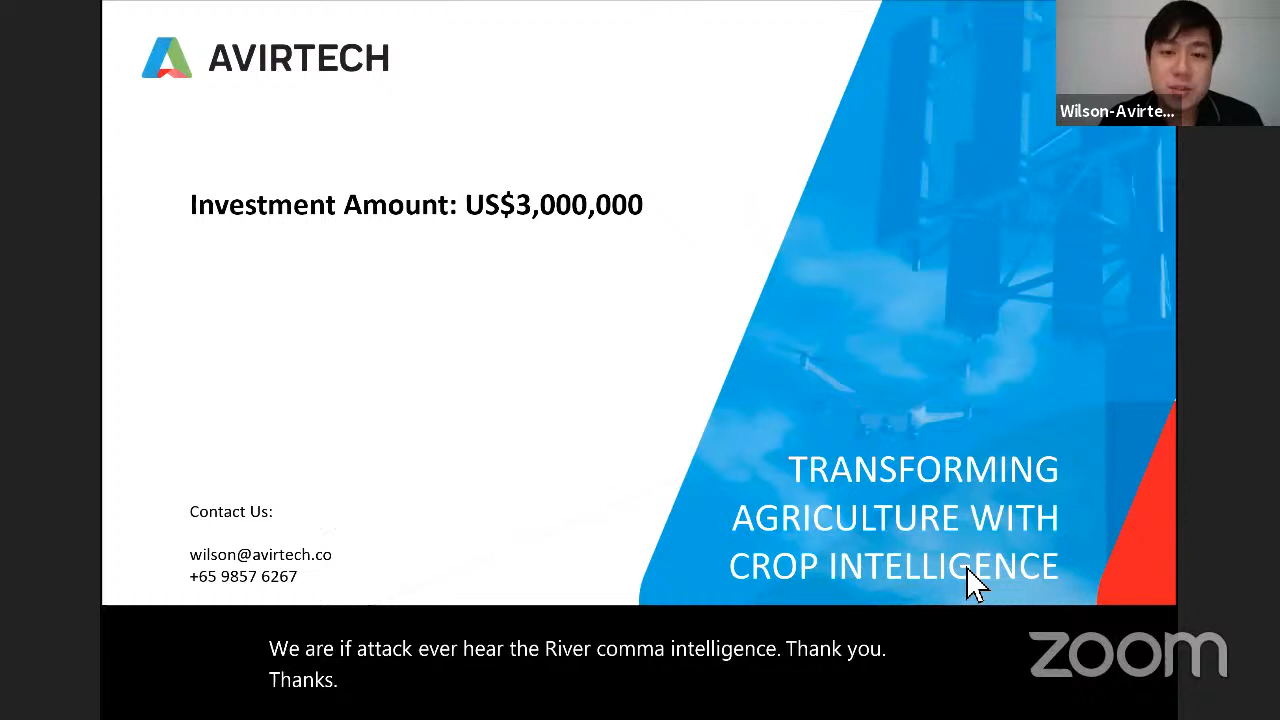 AVIRTECH
Wilson-Avirte...
Investment Amount: US$3,000,000
TRANSFORMING
AGRICULTURE WITH
CROP INTELLIGENCE
Contact Us:
wilson@avirtech.co
+65 9857 6267
We are if attack ever hear the River comma intelligence. Thank you.
Thanks.
zoom